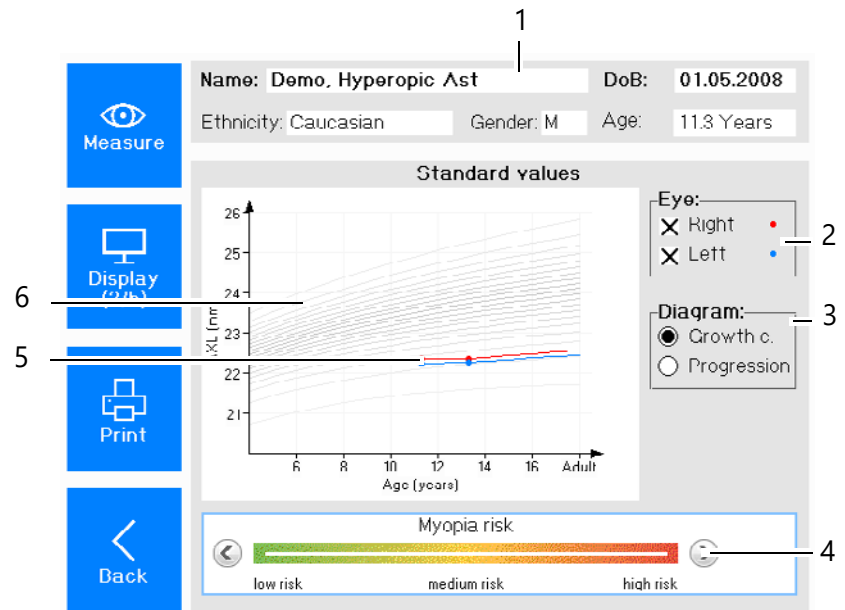 1
Name: Demo, Hyperopic Ast DoB: 01.05.2008
Ethnicity: Caucasian Gender: M Age: 11.3 Years
Measure
Display
Print
Back
Standard values
26
25
24
23
22
21
6 8 10 12 14 16 Adult
Age (years)
Eye:
Right
Left
2
Diagram:
Growth c.
Progression
3
6
5
Myopia risk
low risk medium risk high risk
4